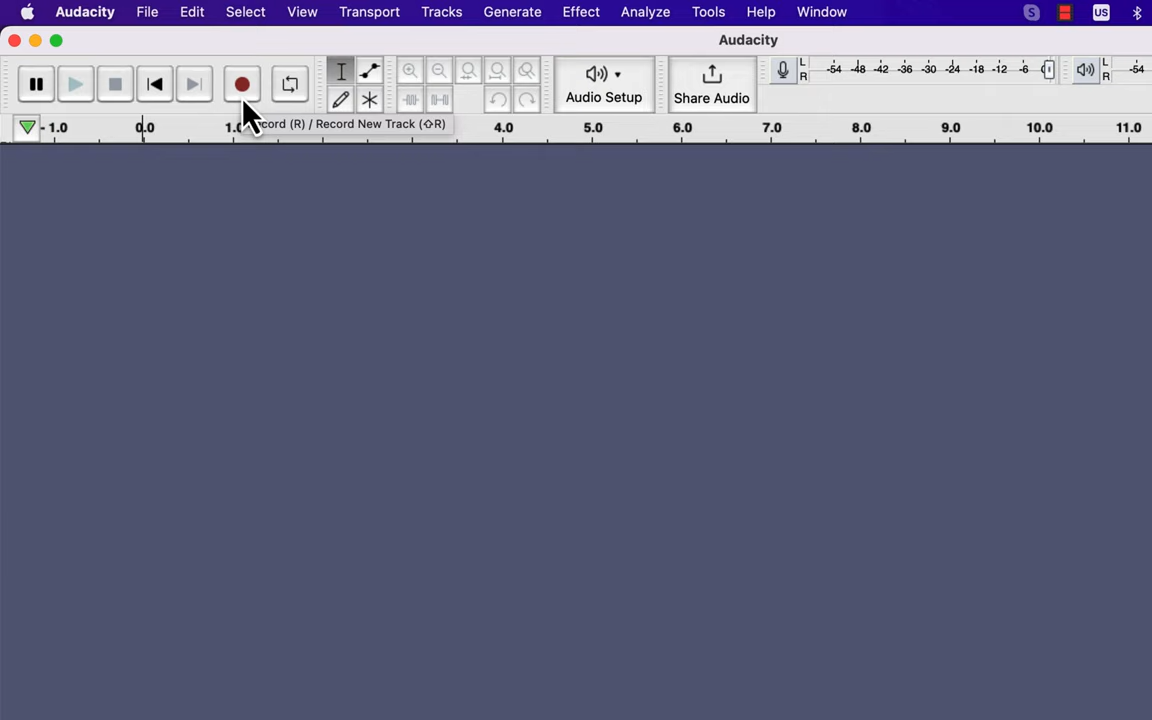 Audacity File Edit Select View Transport Tracks Generate Effect Analyze Tools Help Window US
Audacity
L
R
-54 -48 -42 -36 -30 -24 -18 -12 -6 0
L
R
-54
Audio Setup
Share Audio
(R) / Record New Track (⇧R)
- 1.0 0.0 4.0 5.0 6.0 7.0 8.0 9.0 10.0 11.0